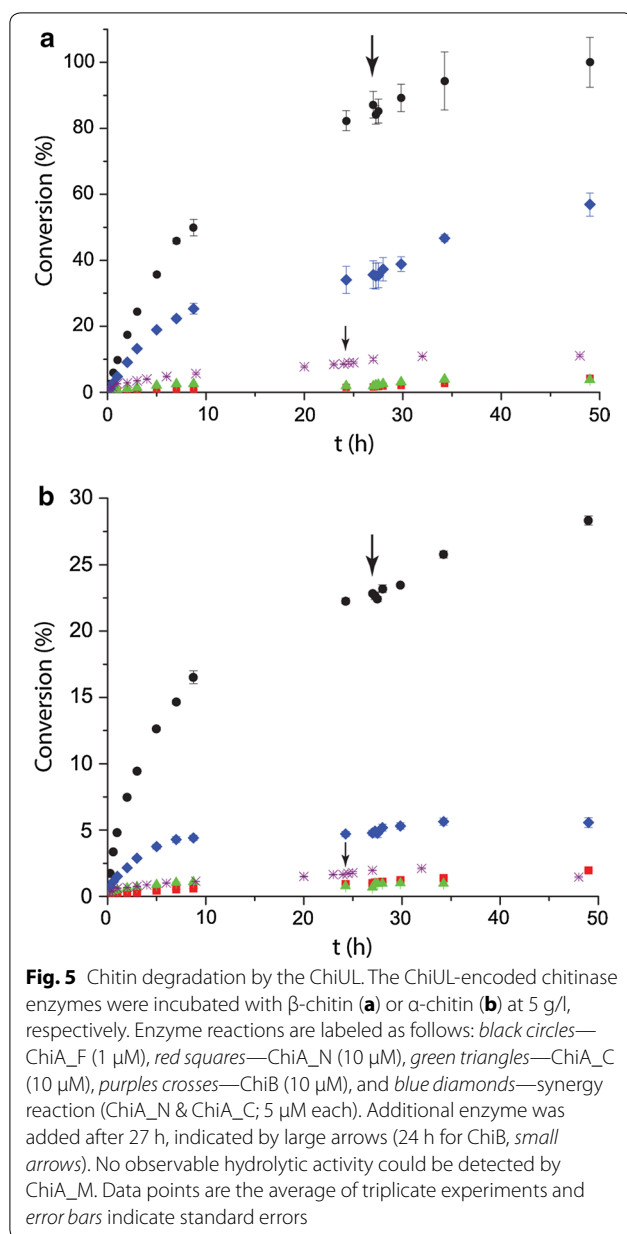 a
100
80
60
40
20
0
Conversion (%)
0
10
20
30
40
50
t (h)
b
30
25
20
15
10
5
0
Conversion (%)
0
10
20
30
40
50
t (h)
Fig. 5 Chitin degradation by the ChiUL. The ChiUL-encoded chitinase
enzymes were incubated with β-chitin (a) or α-chitin (b) at 5 g/l,
respectively. Enzyme reactions are labeled as follows: black circles—
ChiA_F (1 μM), red squares—ChiA_N (10 μM), green triangles—ChiA_C
(10 μM), purples crosses—ChiB (10 μM), and blue diamonds—synergy
reaction (ChiA_N & ChiA_C; 5 μM each). Additional enzyme was
added after 27 h, indicated by large arrows (24 h for ChiB, small
arrows). No observable hydrolytic activity could be detected by
ChiA_M. Data points are the average of triplicate experiments and
error bars indicate standard errors